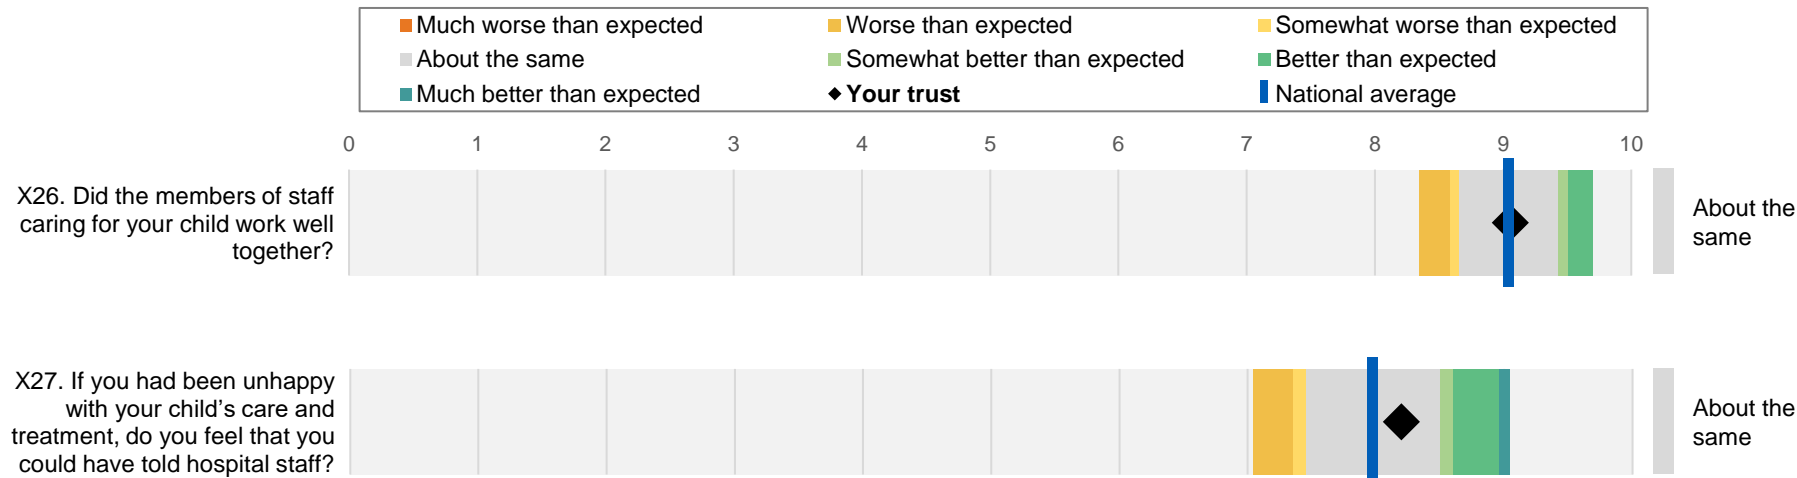 Much worse than expected
Worse than expected
Somewhat worse than expected
About the same
Somewhat better than expected
Better than expected
Much better than expected
Your trust
National average
0 1 2 3 4 5 6 7 8 9 10
X26. Did the members of staff
caring for your child work well
together?
About the
same
X27. If you had been unhappy
with your child’s care and
treatment, do you feel that you
could have told hospital staff?
About the
same